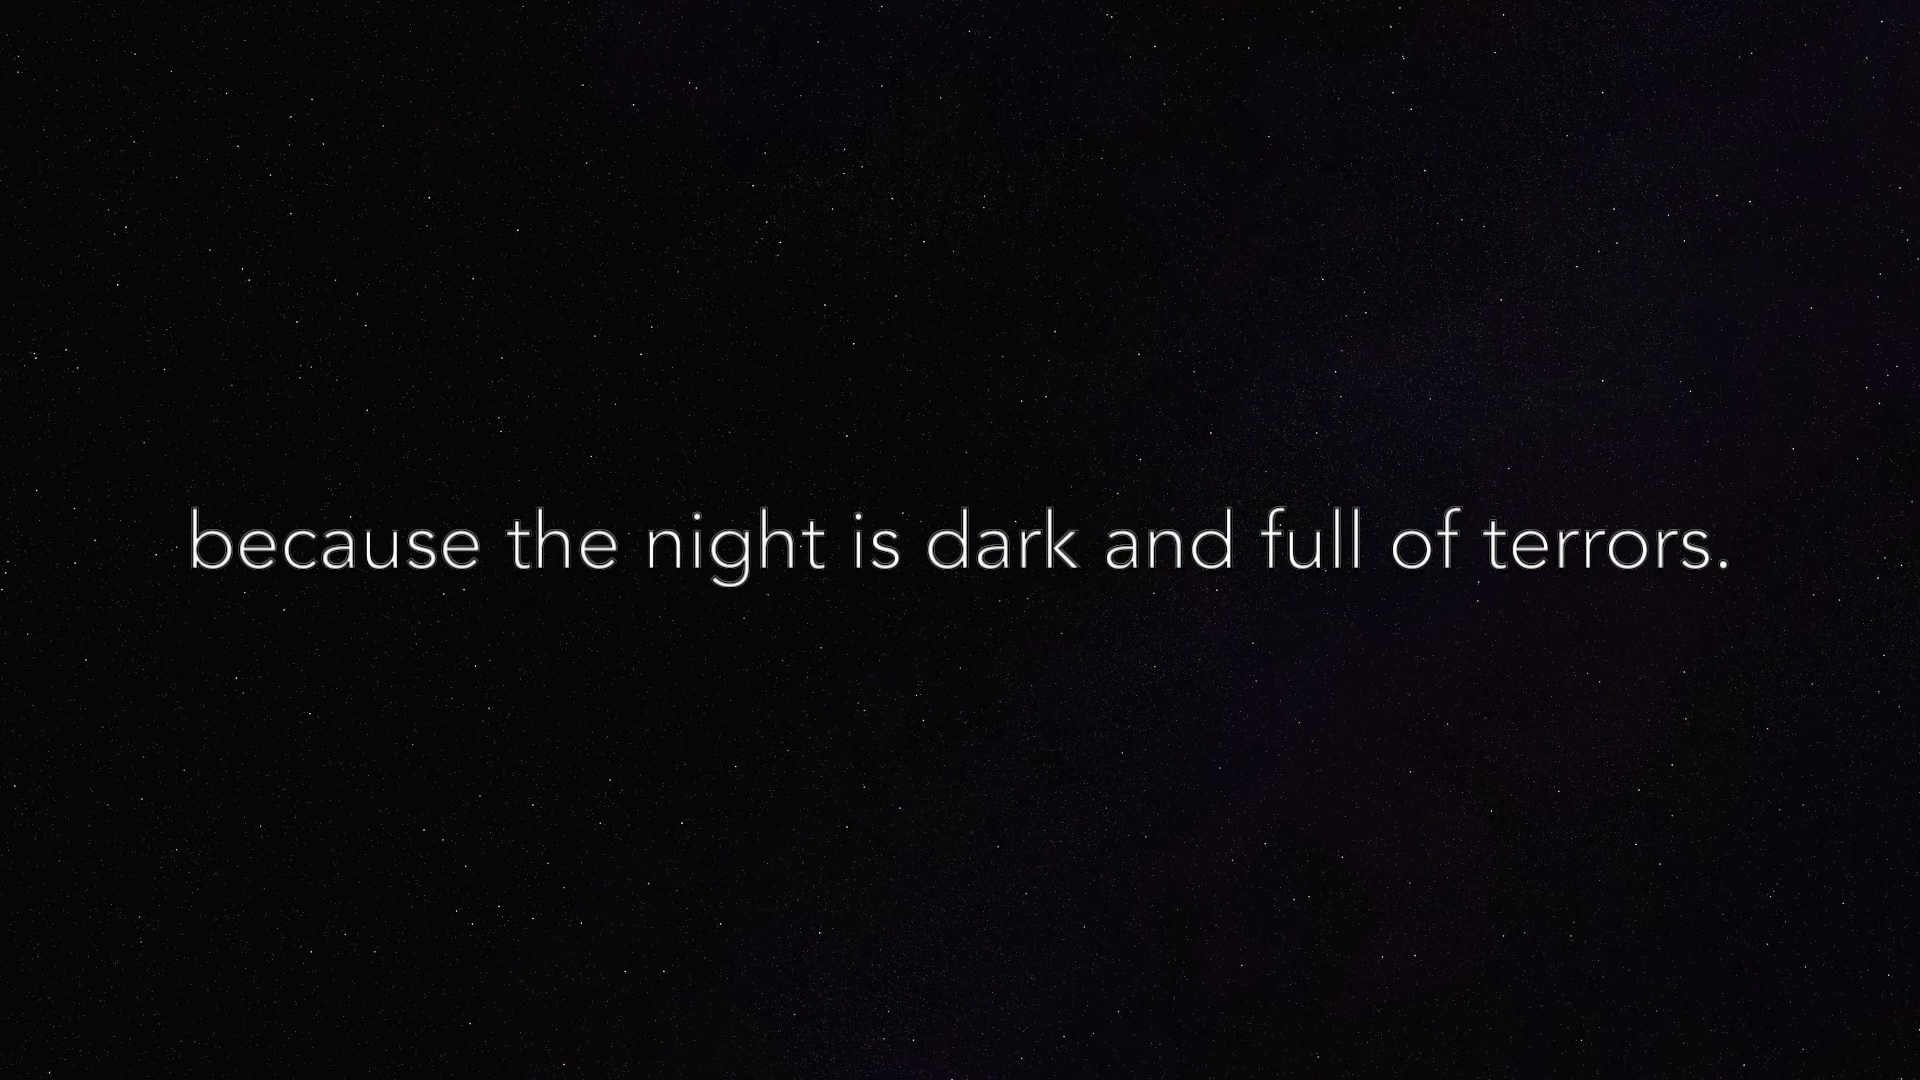 because the night is dark and full of terrors.